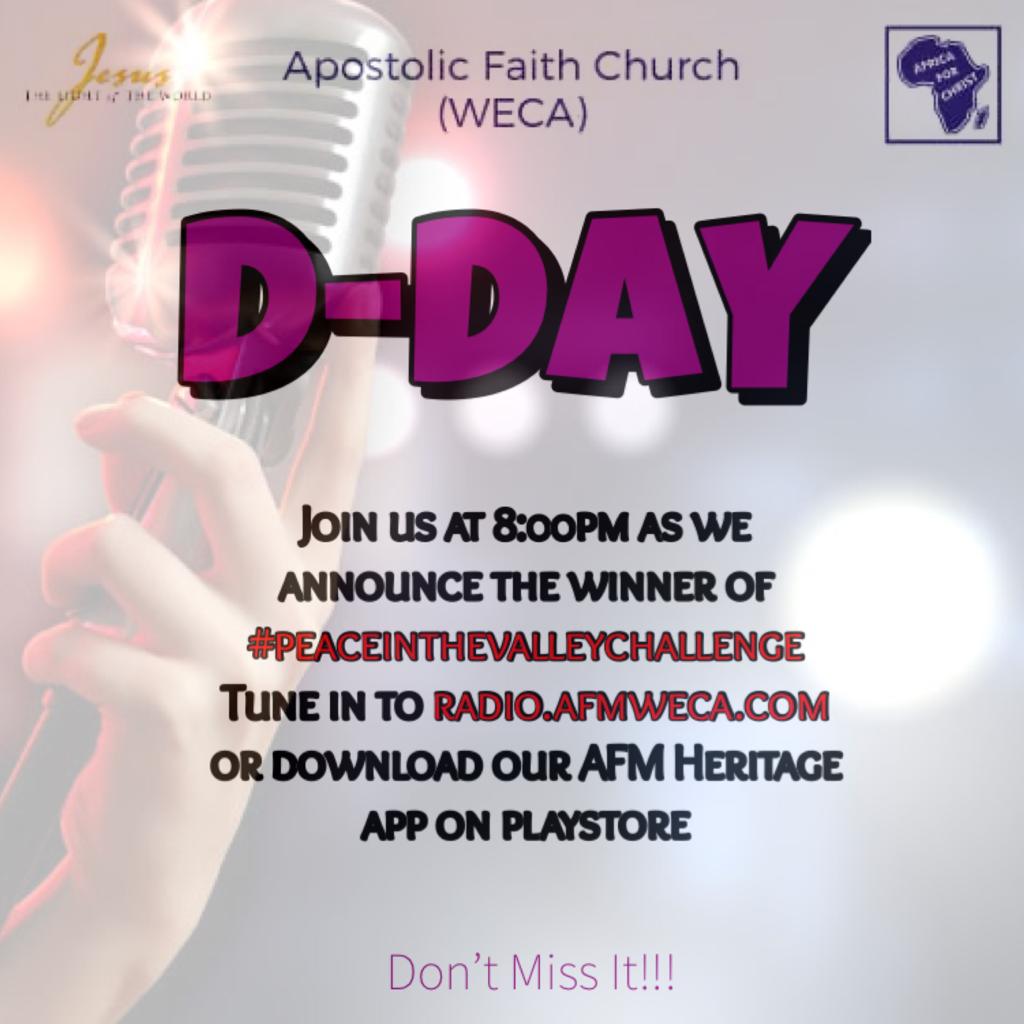 Jesus
THE LIGHT of THE WORLD
Apostolic Faith Church
(WECA)
AFRICA
FOR
CHRIST
D-DAY
Join us at 8:00pm as we
announce the winner of
#peaceinthevalleychallenge
Tune in to radio.afmweca.com
or download our AFM Heritage
app on playstore
Don't Miss It!!!